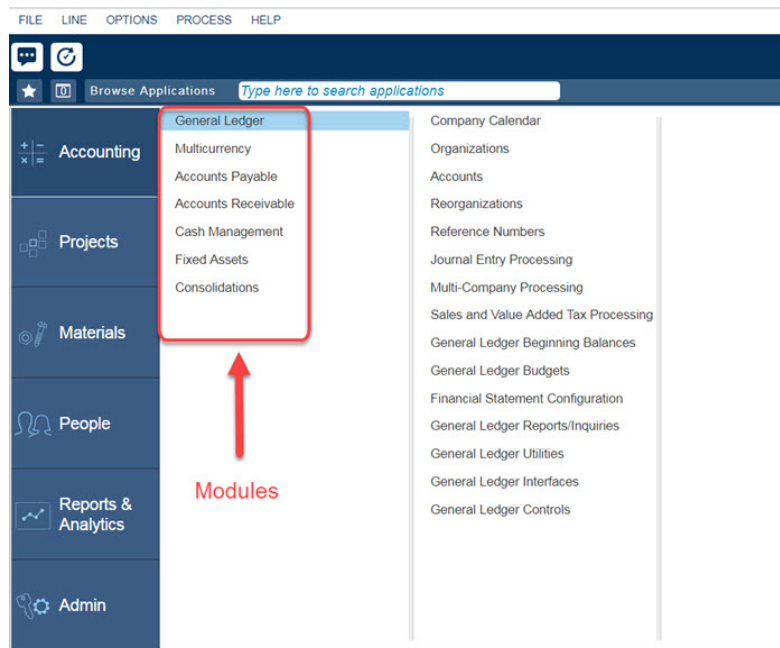 FILE LINE OPTIONS PROCESS HELP
Browse Applications Type here to search applications
Accounting
Projects
Materials
People
Reports &
Analytics
Admin
General Ledger
Multicurrency
Accounts Payable
Accounts Receivable
Cash Management
Fixed Assets
Consolidations
Modules
Company Calendar
Organizations
Accounts
Reorganizations
Reference Numbers
Journal Entry Processing
Multi-Company Processing
Sales and Value Added Tax Processing
General Ledger Beginning Balances
General Ledger Budgets
Financial Statement Configuration
General Ledger Reports/Inquiries
General Ledger Utilities
General Ledger Interfaces
General Ledger Controls